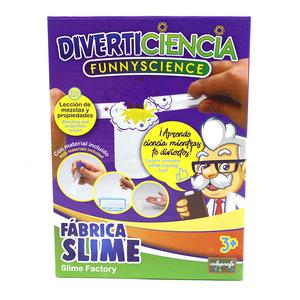 DIVERTICIENCIA
FUNNYSCIENCE
Lección de
mezclas y
propiedades
¡Aprendo
ciencia mientras
me divierto!
Learn science
while having
fun!
Con material incluido
FÁBRICA
SLIME
Slime Factory
3+